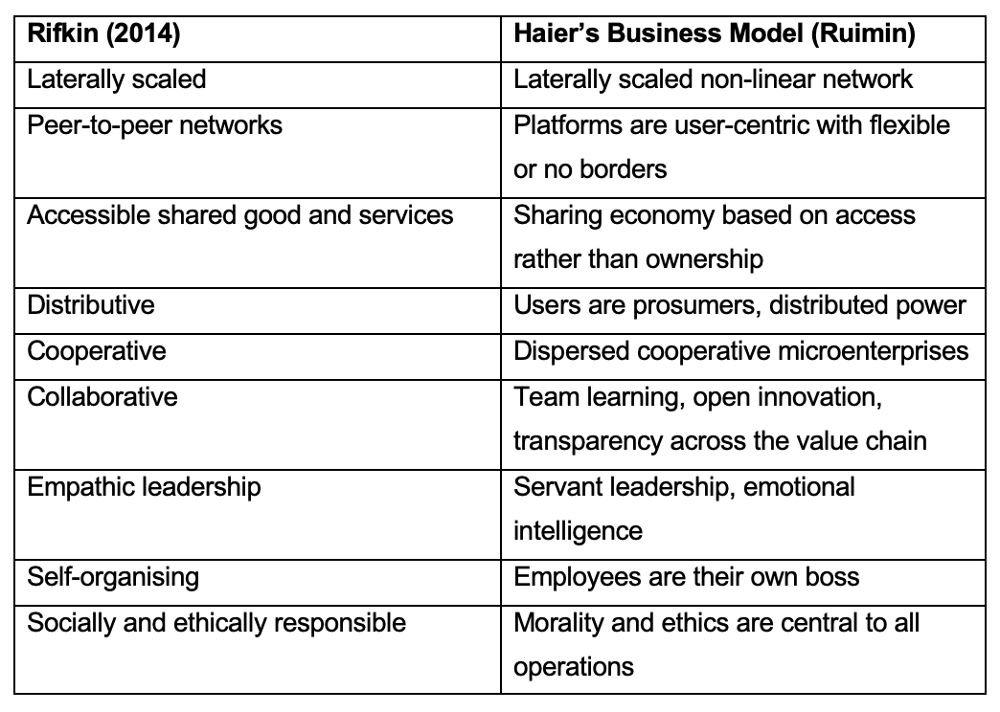 Rifkin (2014)
Haier’s Business Model (Ruimin)
Laterally scaled
Laterally scaled non-linear network
Peer-to-peer networks
Platforms are user-centric with flexible
or no borders
Accessible shared good and services
Sharing economy based on access
rather than ownership
Distributive
Users are prosumers, distributed power
Cooperative
Dispersed cooperative microenterprises
Collaborative
Team learning, open innovation,
transparency across the value chain
Empathic leadership
Servant leadership, emotional
intelligence
Self-organising
Employees are their own boss
Socially and ethically responsible
Morality and ethics are central to all
operations